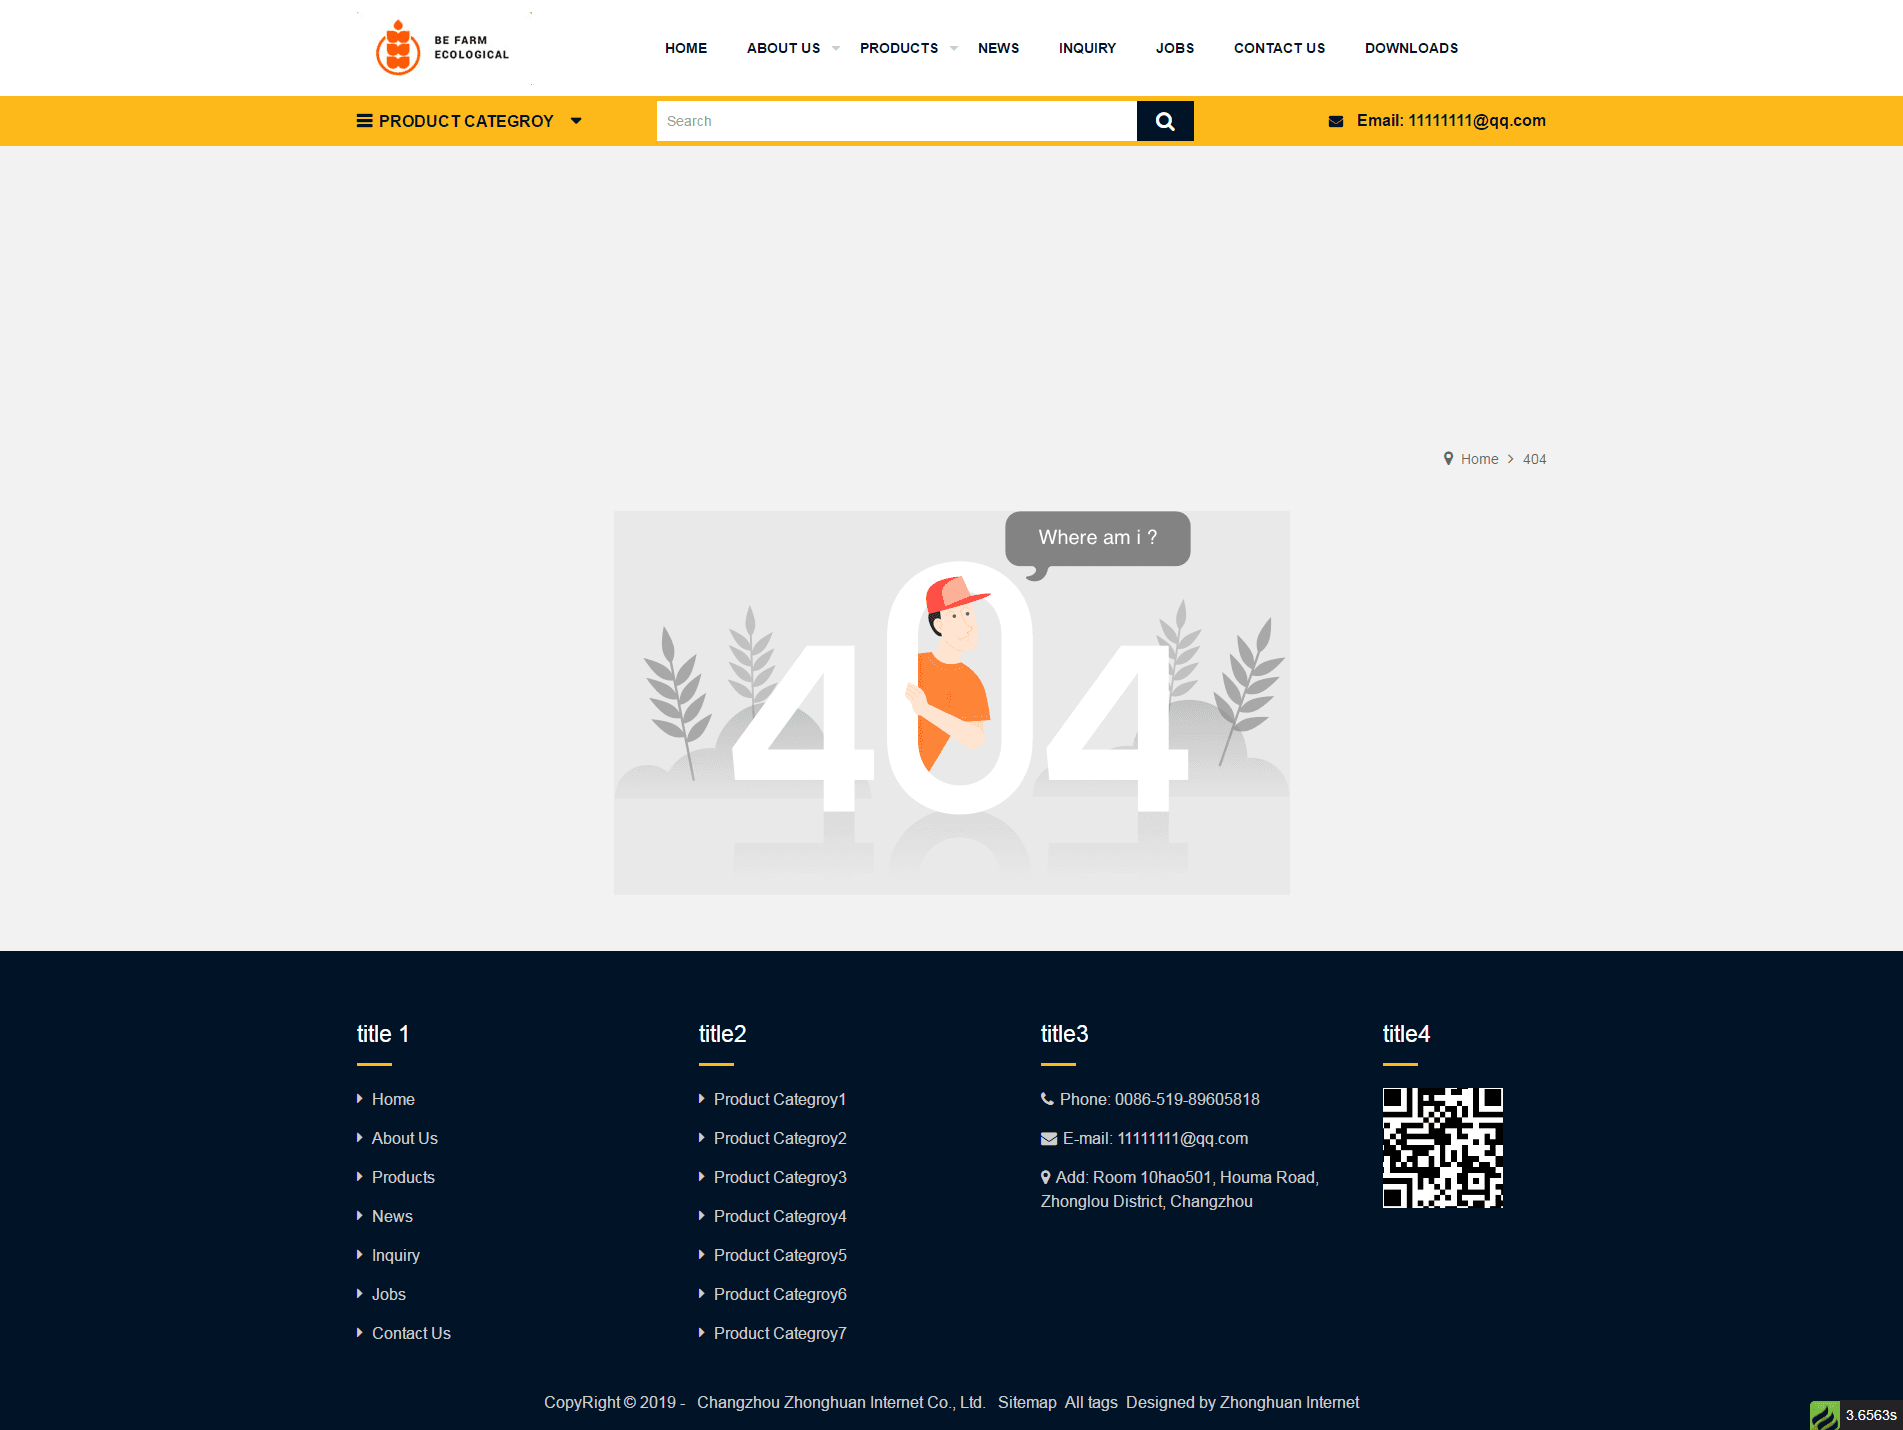 BE FARM
ECOLOGICAL
HOME ABOUT US PRODUCTS NEWS INQUIRY JOBS CONTACT US DOWNLOADS
PRODUCT CATEGROY Search Email: 11111111@qq.com
Home 404
Where am i ?
404
title 1
Home
About Us
Products
News
Inquiry
Jobs
Contact Us
title2
Product Categroy1
Product Categroy2
Product Categroy3
Product Categroy4
Product Categroy5
Product Categroy6
Product Categroy7
title3
Phone: 0086-519-89605818
E-mail: 11111111@qq.com
Add: Room 10hao501, Houma Road,
Zhonglou District, Changzhou
title4
CopyRight © 2019 - Changzhou Zhonghuan Internet Co., Ltd. Sitemap All tags Designed by Zhonghuan Internet
3.6563s